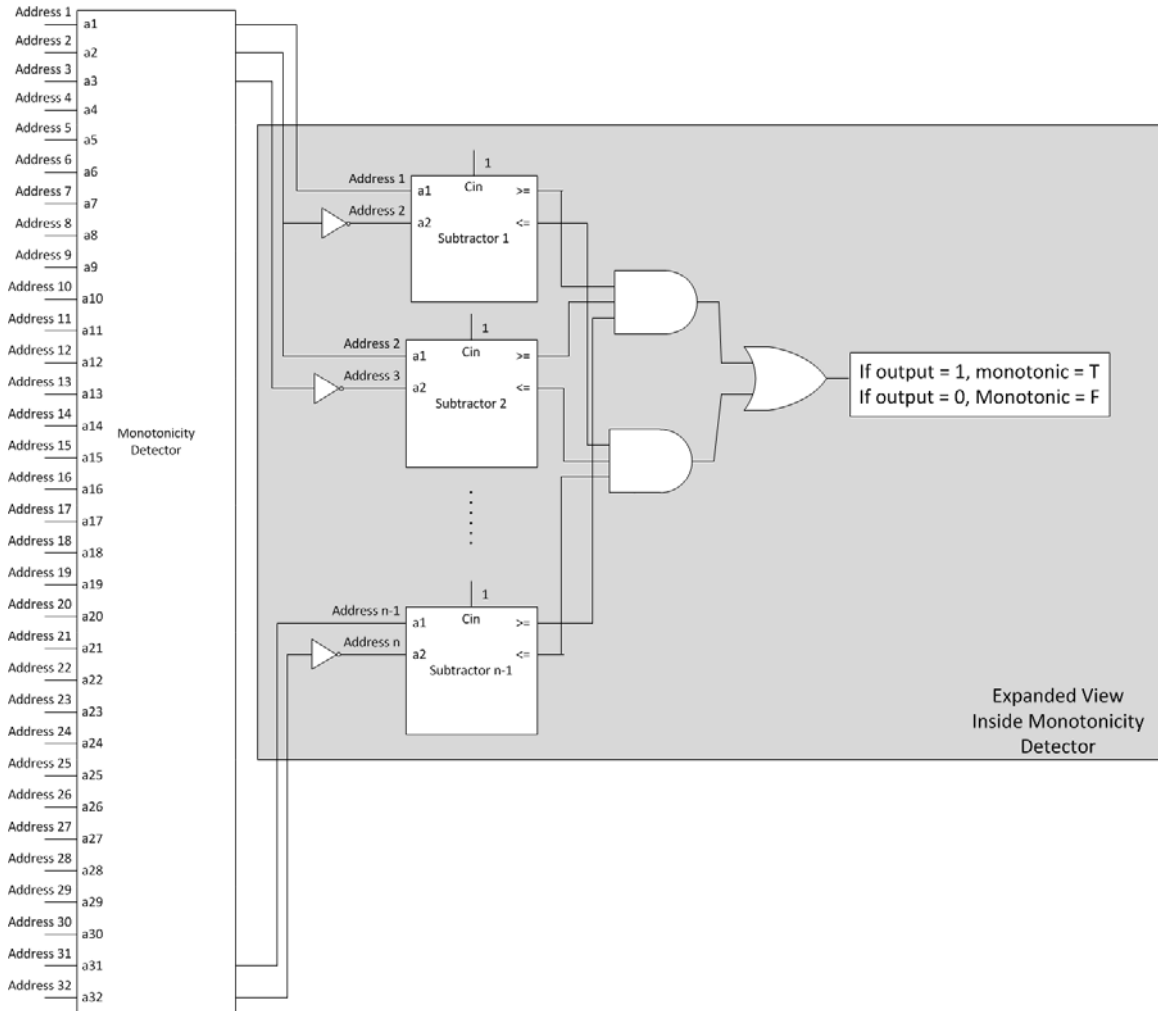 Address 1
a1
Address 2
a2
Address 3
a3
Address 4
a4
Address 5
a5
Address 6
a6
Address 7
a7
Address 8
a8
Address 9
a9
Address 10
a10
Address 11
a11
Address 12
a12
Address 13
a13
Address 14
a14
Address 15
a15
Address 16
a16
Address 17
a17
Address 18
a18
Address 19
a19
Address 20
a20
Address 21
a21
Address 22
a22
Address 23
a23
Address 24
a24
Address 25
a25
Address 26
a26
Address 27
a27
Address 28
a28
Address 29
a29
Address 30
a30
Address 31
a31
Address 32
a32
Monotonicity
Detector
1
Address 1
a1 Cin >=
Address 2
a2 <=
Subtractor 1
1
Address 2
a1 Cin >=
Address 3
a2 <=
Subtractor 2
1
Address n-1
a1 Cin >=
Address n
a2 <=
Subtractor n-1
If output = 1, monotonic = T
If output = 0, Monotonic = F
Expanded View
Inside Monotonicity
Detector